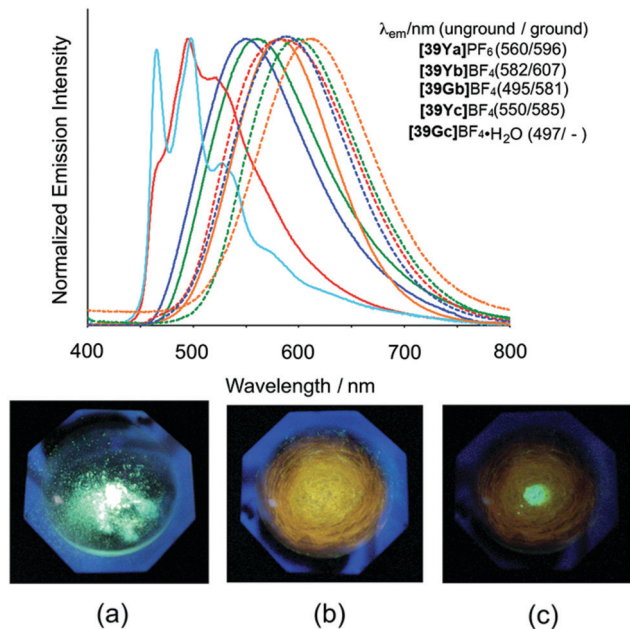 λem/nm (unground / ground)
[39Ya]PF6 (560/596)
[39Yb]BF4(582/607)
[39Gb]BF4(495/581)
[39Yc]BF4(550/585)
[39Gc]BF4•H2O (497/ - )
Normalized Emission Intensity
400 500 600 700 800
Wavelength / nm
(a) (b) (c)